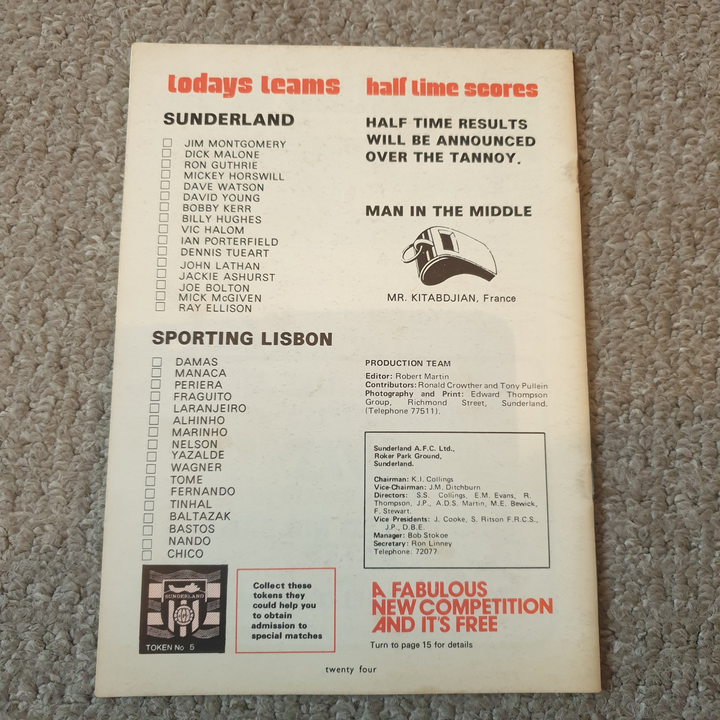 todays teams
SUNDERLAND
JIM MONTGOMERY
DICK MALONE
RON GUTHRIE
MICKEY HORSWILL
DAVE WATSON
DAVID YOUNG
BOBBY KERR
BILLY HUGHES
VIC HALOM
IAN PORTERFIELD
DENNIS TUEART
JOHN LATHAN
JACKIE ASHURST
JOE BOLTON
MICK McGIVEN
RAY ELLISON
SPORTING LISBON
DAMAS
MANACA
PERIERA
FRAGUITO
LARANJEIRO
ALHINHO
MARINHO
NELSON
YAZALDE
WAGNER
TOME
FERNANDO
TINHAL
BALTAZAK
BASTOS
NANDO
CHICO
SUNDERLAND
TOKEN No 5
Collect these
tokens they
could help you
to obtain
admission to
special matches
half time scores
HALF TIME RESULTS
WILL BE ANNOUNCED
OVER THE TANNOY.
MAN IN THE MIDDLE
MR. KITABDJIAN, France
PRODUCTION TEAM
Editor: Robert Martin
Contributors: Ronald Crowther and Tony Pullein
Photography and Print: Edward Thompson
Group, Richmond Street, Sunderland.
(Telephone 77511).
Sunderland A.F.C. Ltd.,
Roker Park Ground,
Sunderland.
Chairman: K.I. Collings
Vice-Chairman: J.M. Ditchburn
Directors: S.S. Collings, E.M. Evans, R.
Thompson, J.P., A.D.S. Martin, M.E. Bewick,
F. Stewart.
Vice Presidents: J. Cooke, S. Ritson F.R.C.S.,
J.P., D.B.E.
Manager: Bob Stokoe
Secretary: Ron Linney
Telephone: 72077
A FABULOUS
NEW COMPETITION
AND IT'S FREE
Turn to page 15 for details
twenty four